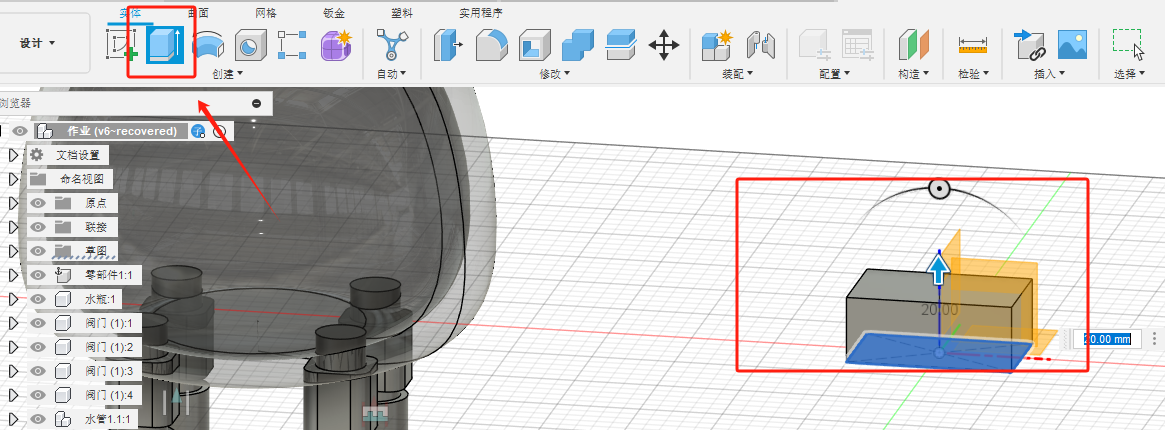 实体 曲面 网格 钣金 塑料 实用程序
设计
创建 自动 修改 装配 配置 构造 检验 插入 选择
浏览器
作业 (v6~recovered)
文档设置
命名视图
原点
联接
草图
零部件1:1
水瓶:1
阀门 (1):1
阀门 (1):2
阀门 (1):3
阀门 (1):4
水管1.1:1
20.00
20.00 mm